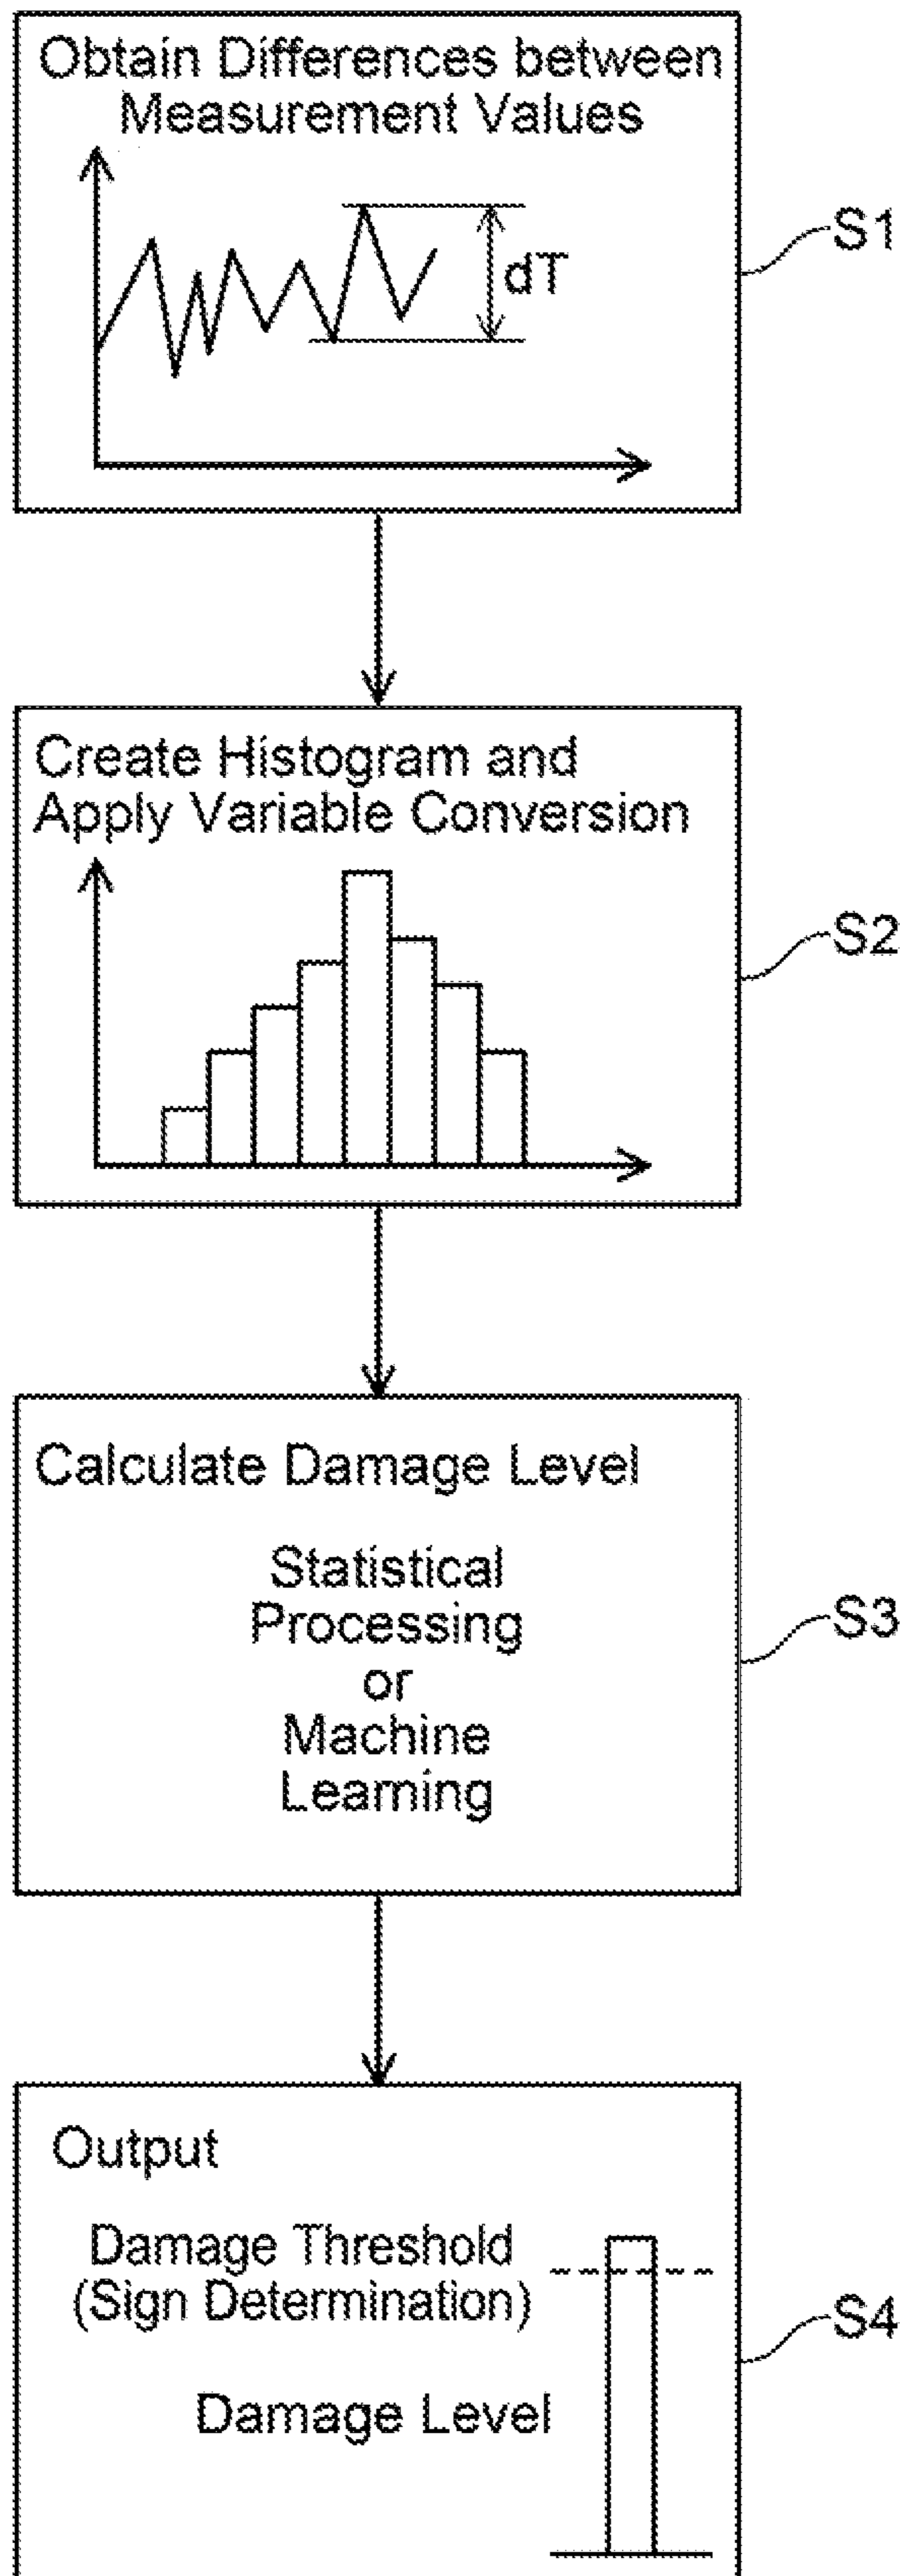 Obtain Differences between
Measurement Values
dT
S1
Create Histogram and
Apply Variable Conversion
S2
Calculate Damage Level
Statistical
Processing
or
Machine
Learning
S3
Output
Damage Threshold
(Sign Determination)
S4
Damage Level